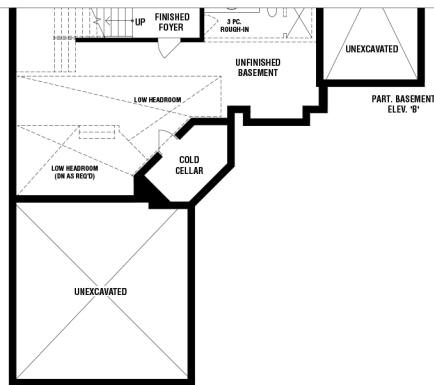 UP
FINISHED
FOYER
3 PC.
ROUGH-IN
UNEXCAVATED
UNFINISHED
BASEMENT
LOW HEADROOM
PART. BASEMENT
ELEV. 'B'
COLD
CELLAR
LOW HEADROOM
(DN AS REQ'D)
UNEXCAVATED